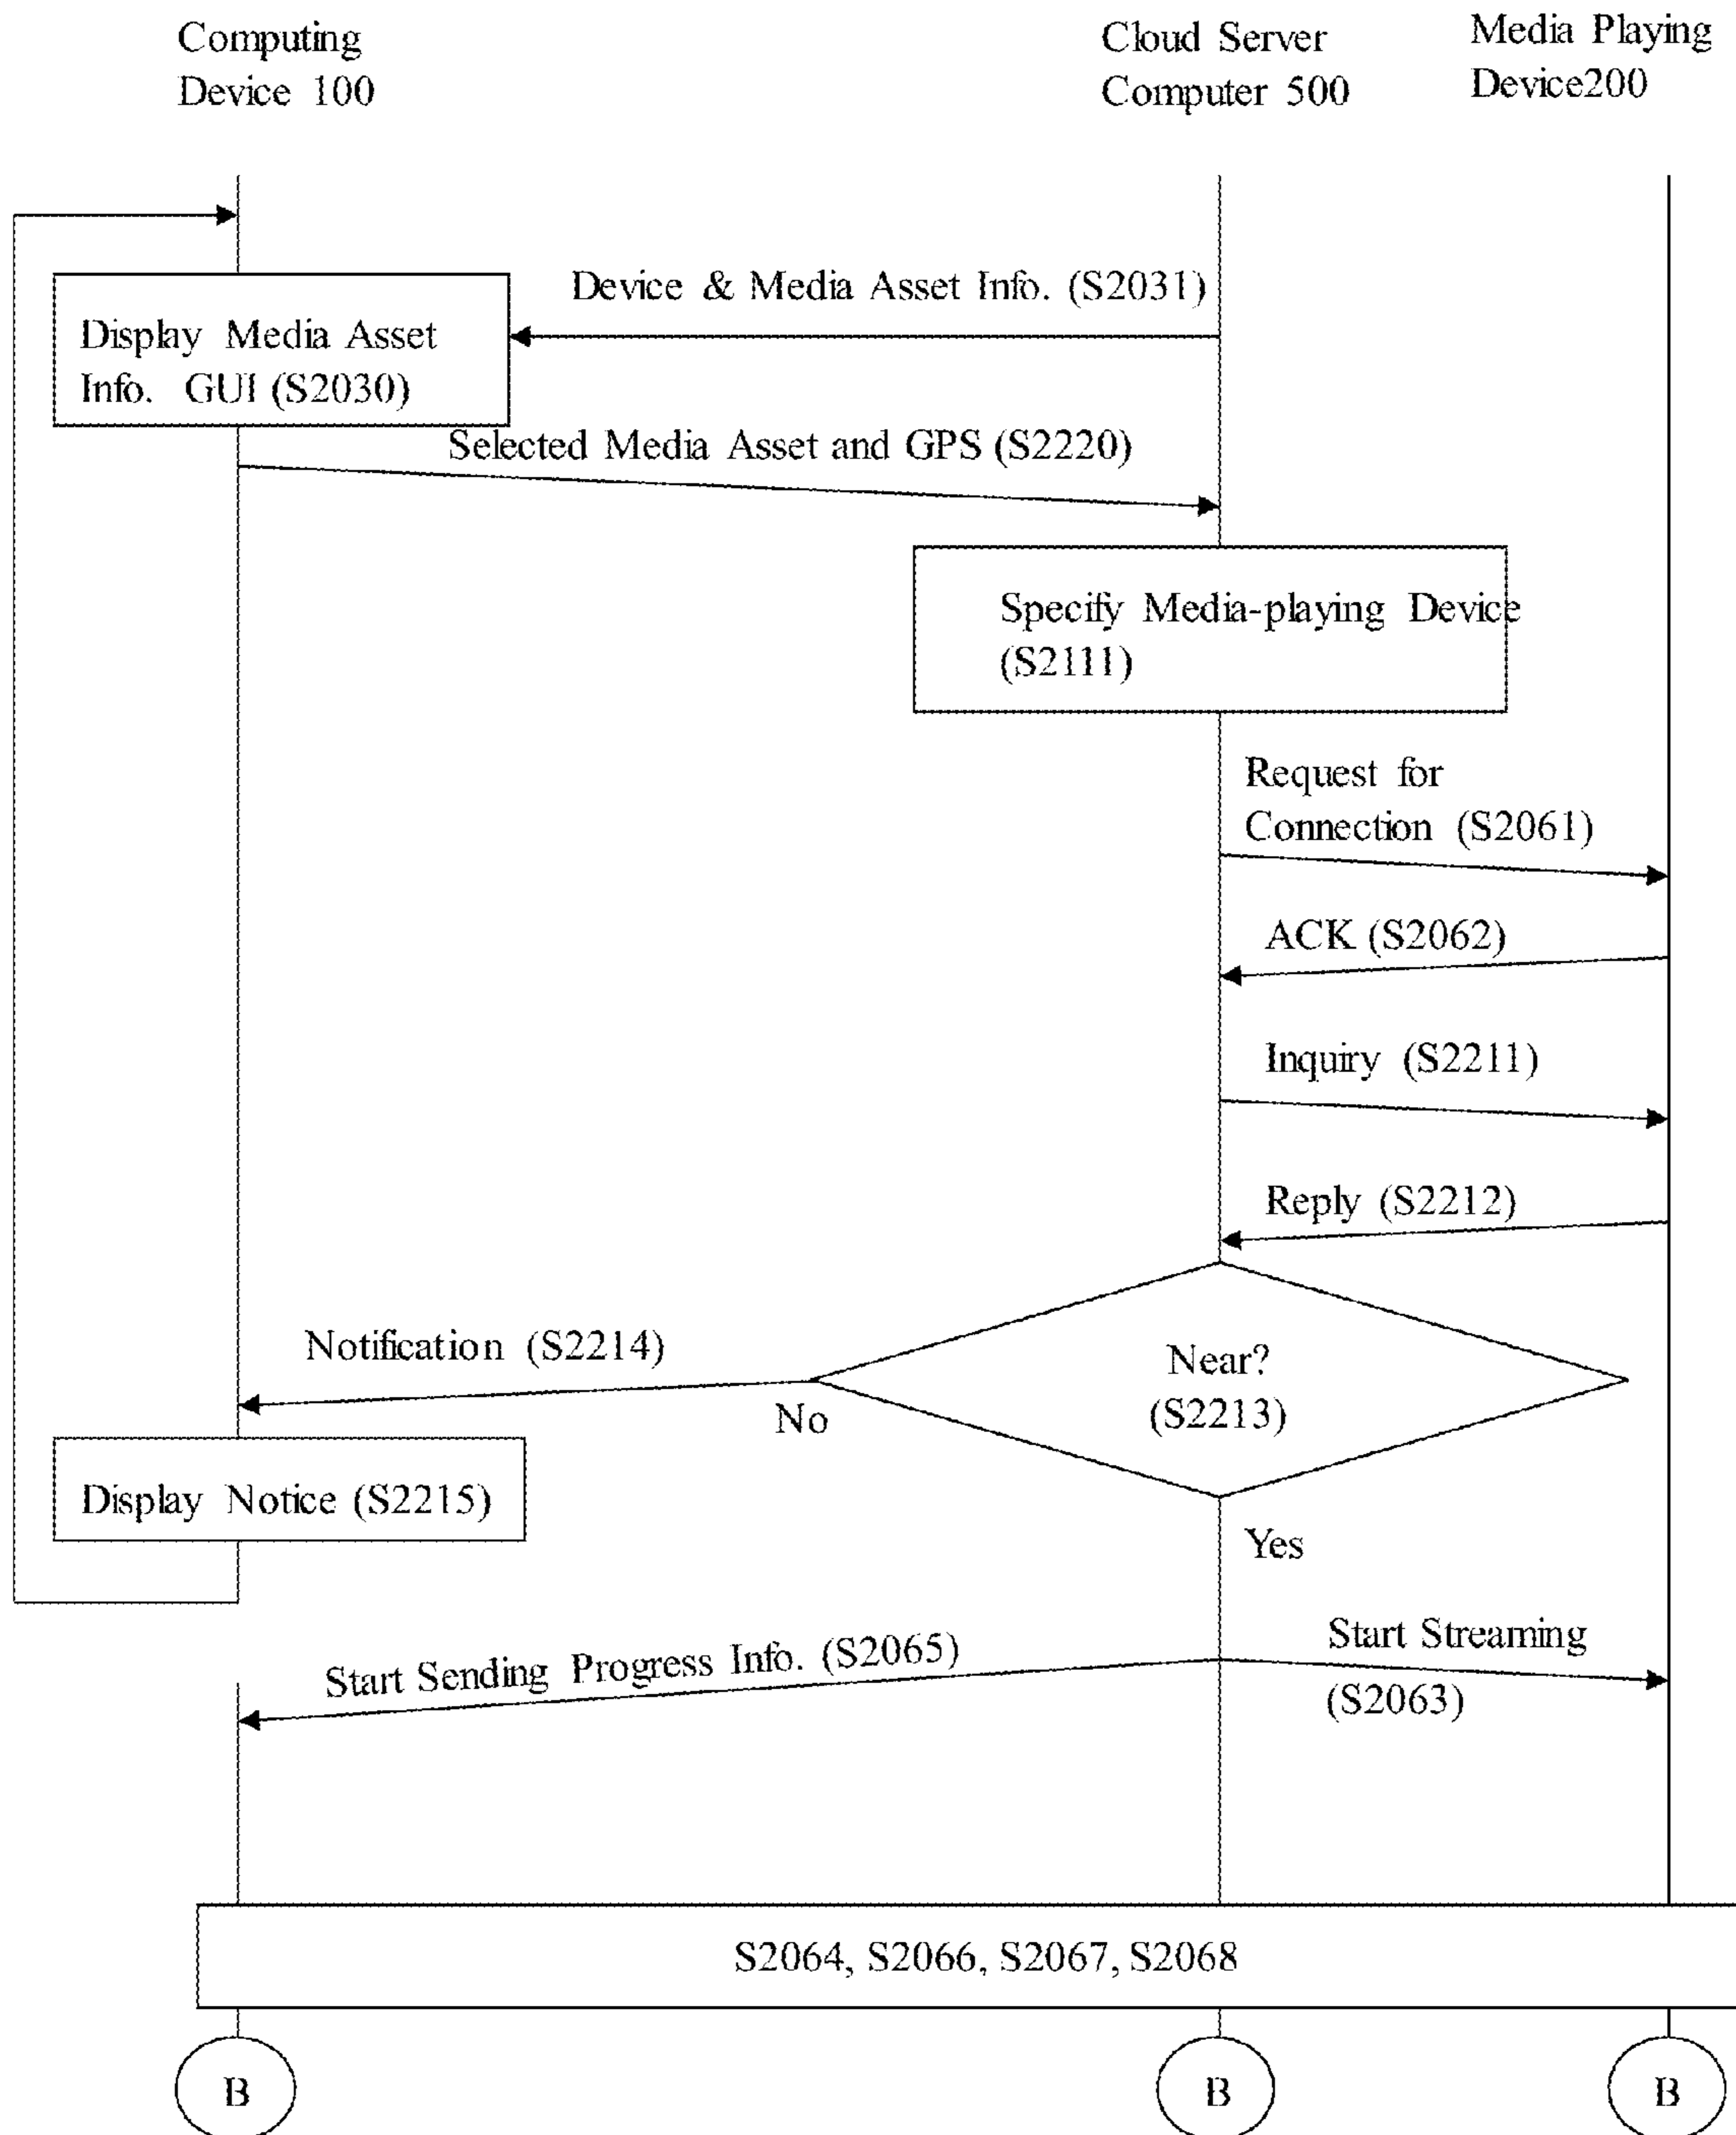 Computing
Device 100
Cloud Server
Computer 500
Media Playing
Device200
Device & Media Asset Info. (S2031)
Display Media Asset
Info. GUI (S2030)
Selected Media Asset and GPS (S2220)
Specify Media-playing Device
(S2111)
Request for
Connection (S2061)
ACK (S2062)
Inquiry (S2211)
Reply (S2212)
Notification (S2214)
Near?
(S2213)
No
Display Notice (S2215)
Yes
Start Sending Progress Info. (S2065)
Start Streaming
(S2063)
S2064, S2066, S2067, S2068
B
B
B